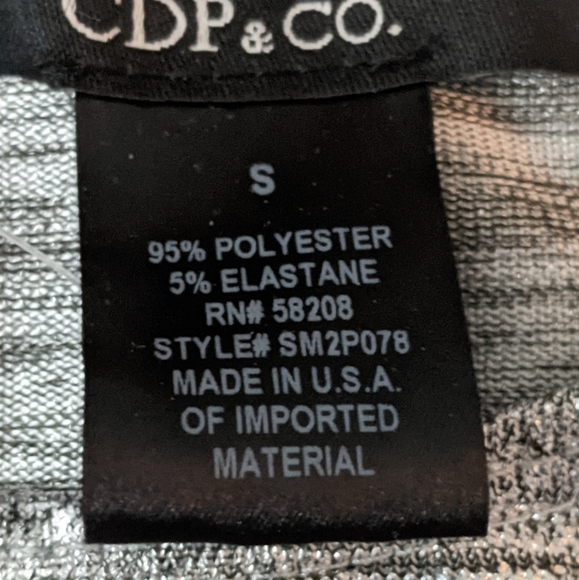 CDP & CO.
S
95% POLYESTER
5% ELASTANE
RN# 58208
STYLE# SM2P078
MADE IN U.S.A.
OF IMPORTED
MATERIAL